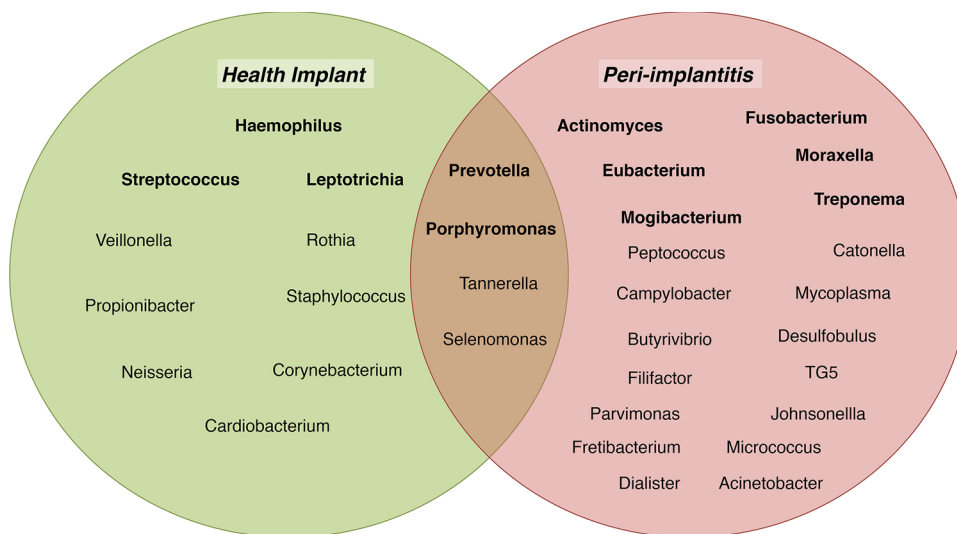 Health Implant
Haemophilus
Streptococcus
Leptotrichia
Veillonella
Rothia
Propionibacter
Staphylococcus
Neisseria
Corynebacterium
Cardiobacterium
Prevotella
Porphyromonas
Tannerella
Selenomonas
Peri-implantitis
Actinomyces
Fusobacterium
Eubacterium
Moraxella
Mogibacterium
Treponema
Peptococcus
Catonella
Campylobacter
Mycoplasma
Butyrivibrio
Desulfobulus
Filifactor
TG5
Parvimonas
Johnsonellla
Fretibacterium
Micrococcus
Dialister
Acinetobacter